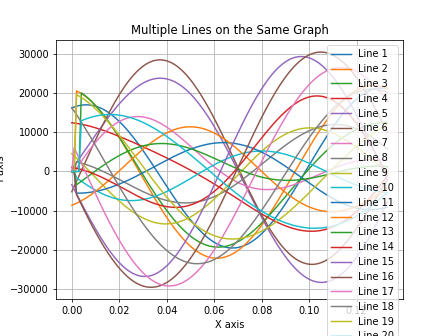 Multiple Lines on the Same Graph
30000
20000
10000
0
−10000
−20000
−30000
0.00
0.02
0.04
0.06
0.08
0.10
X axis
Line 1
Line 2
Line 3
Line 4
Line 5
Line 6
Line 7
Line 8
Line 9
Line 10
Line 11
Line 12
Line 13
Line 14
Line 15
Line 16
Line 17
Line 18
Line 19
Line 20